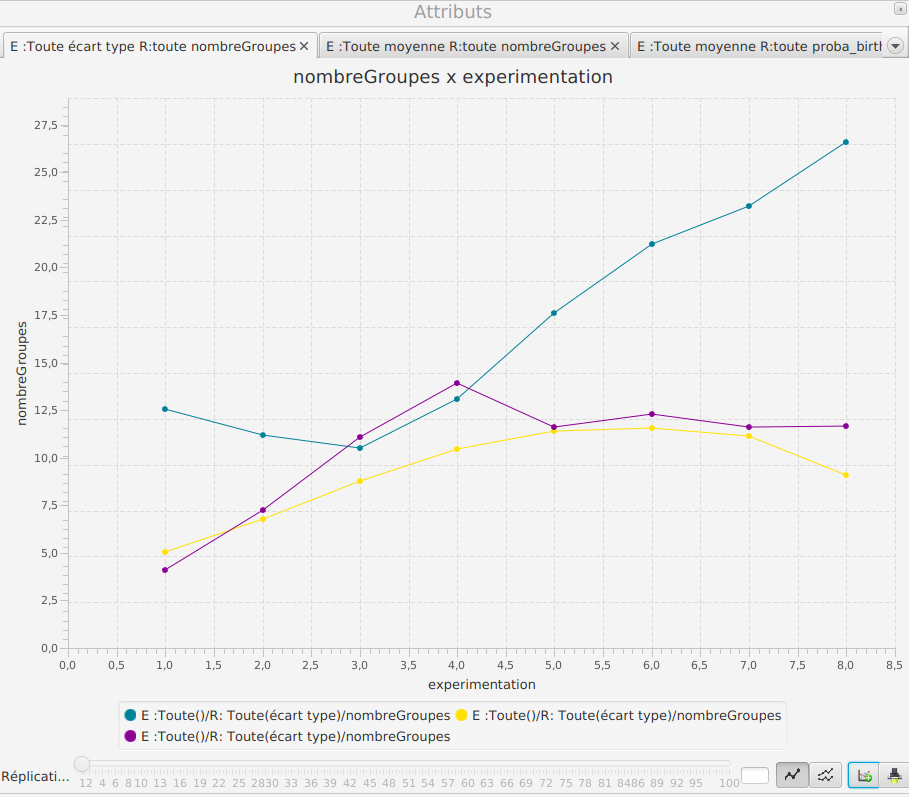 Attributs
E :Toute écart type R:toute nombreGroupes × E :Toute moyenne R:toute nombreGroupes × E :Toute moyenne R:toute proba_birt
nombreGroupes x experimentation
27,5
25,0
22,5
20,0
17,5
15,0
12,5
10,0
7,5
5,0
2,5
0,0
nombreGroupes
0,0 0,5 1,0 1,5 2,0 2,5 3,0 3,5 4,0 4,5 5,0 5,5 6,0 6,5 7,0 7,5 8,0 8,5
experimentation
E :Toute()/R: Toute(écart type)/nombreGroupes E :Toute()/R: Toute(écart type)/nombreGroupes
E :Toute()/R: Toute(écart type)/nombreGroupes
Réplicati...
12 4 6 8 10 13 16 19 22 25 28 30 33 36 39 42 45 48 51 54 57 60 63 66 69 72 75 78 81 84 86 89 92 95 100